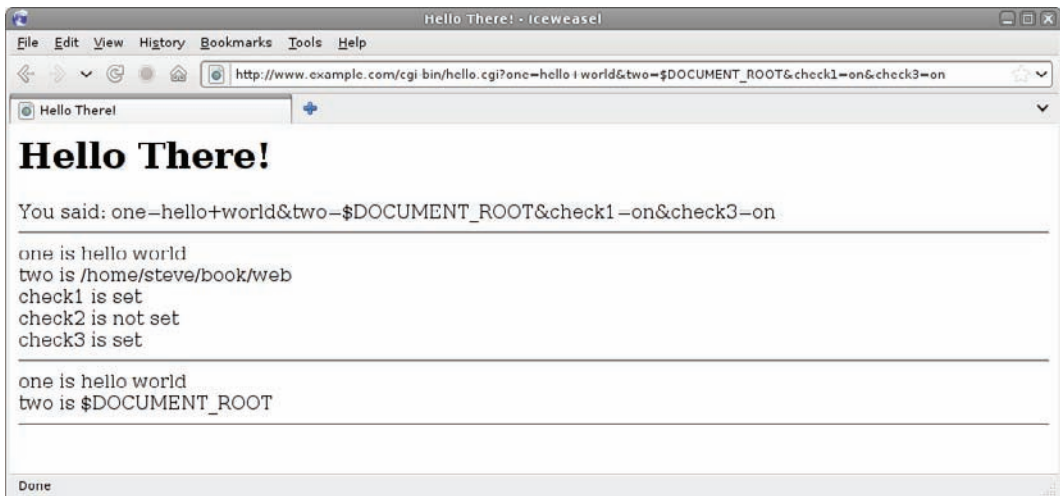 Hello There! - Iceweasel
File Edit View History Bookmarks Tools Help
http://www.example.com/cgi-bin/hello.cgi?one=hello+world&two=$DOCUMENT_ROOT&check1=on&check3=on
Hello There!
Hello There!
You said: one=hello+world&two=$DOCUMENT_ROOT&check1=on&check3=on
one is hello world
two is /home/steve/book/web
check1 is set
check2 is not set
check3 is set
one is hello world
two is $DOCUMENT_ROOT
Done